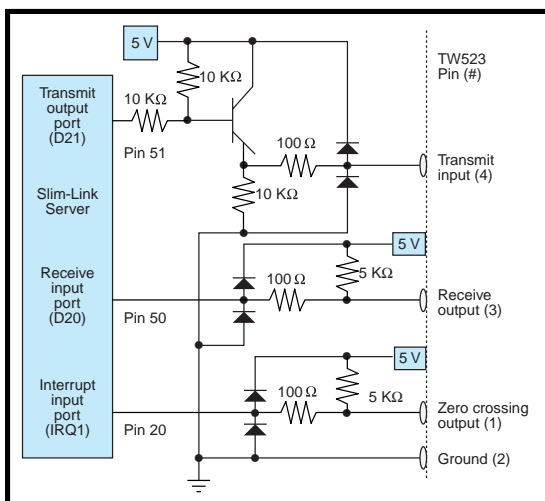 5 V
TW523
Pin (#)
10 KΩ
Transmit
output
port
(D21)
10 KΩ
Pin 51
100 Ω
Transmit
input (4)
10 KΩ
Slim-Link
Server
5 V
Receive
input
port
(D20)
Pin 50
100 Ω
5 KΩ
Receive
output (3)
5 V
Interrupt
input
port
(IRQ1)
Pin 20
100 Ω
5 KΩ
Zero crossing
output (1)
Ground (2)